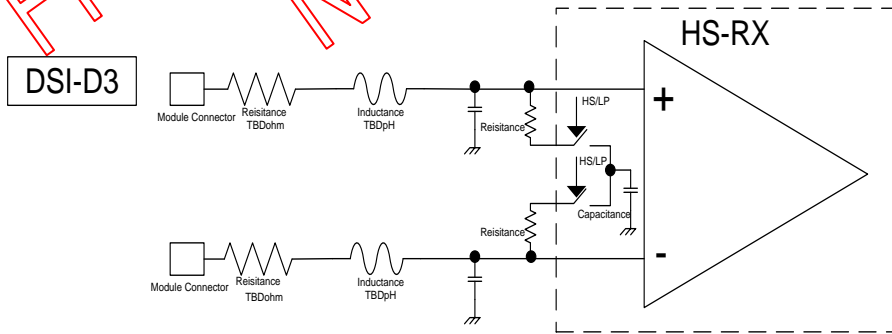 HS-RX
DSI-D3
Module Connector
Reisitance
TBDohm
Inductance
TBDpH
Reisitance
HS/LP
+
HS/LP
Capacitance
Reisitance
-
Module Connector
Reisitance
TBDohm
Inductance
TBDpH